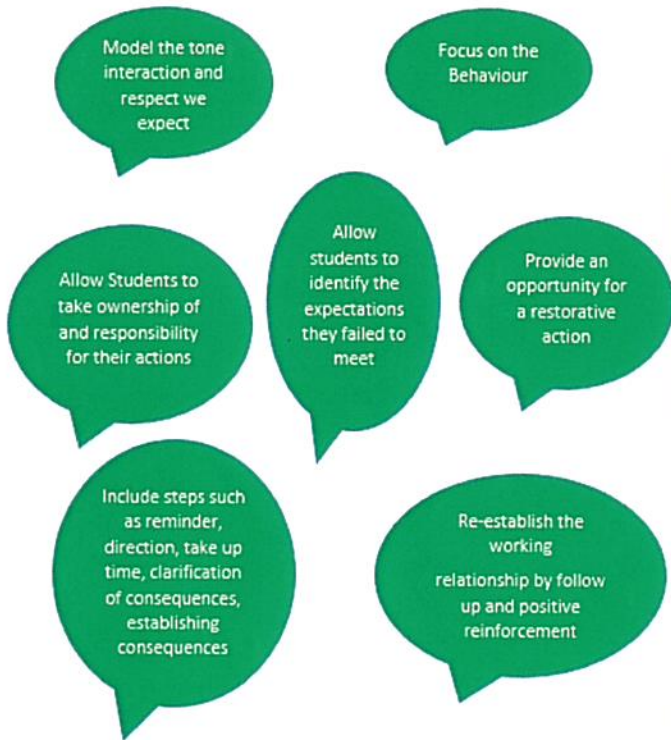 Model the tone
interaction and
respect we
expect
Focus on the
Behaviour
Allow Students to
take ownership of
and responsibility
for their actions
Allow
students to
identify the
expectations
they failed to
meet
Provide an
opportunity for
a restorative
action
Include steps such
as reminder,
direction, take up
time, clarification
of consequences,
establishing
consequences
Re-establish the
working
relationship by follow
up and positive
reinforcement